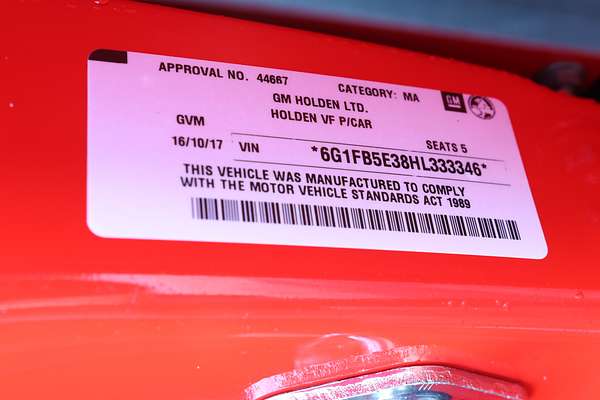 APPROVAL NO. 44667 CATEGORY: MA GM
GM HOLDEN LTD.
HOLDEN VF P/CAR
GVM
16/10/17 VIN *6G1FB5E38HL333346* SEATS 5
THIS VEHICLE WAS MANUFACTURED TO COMPLY
WITH THE MOTOR VEHICLE STANDARDS ACT 1989